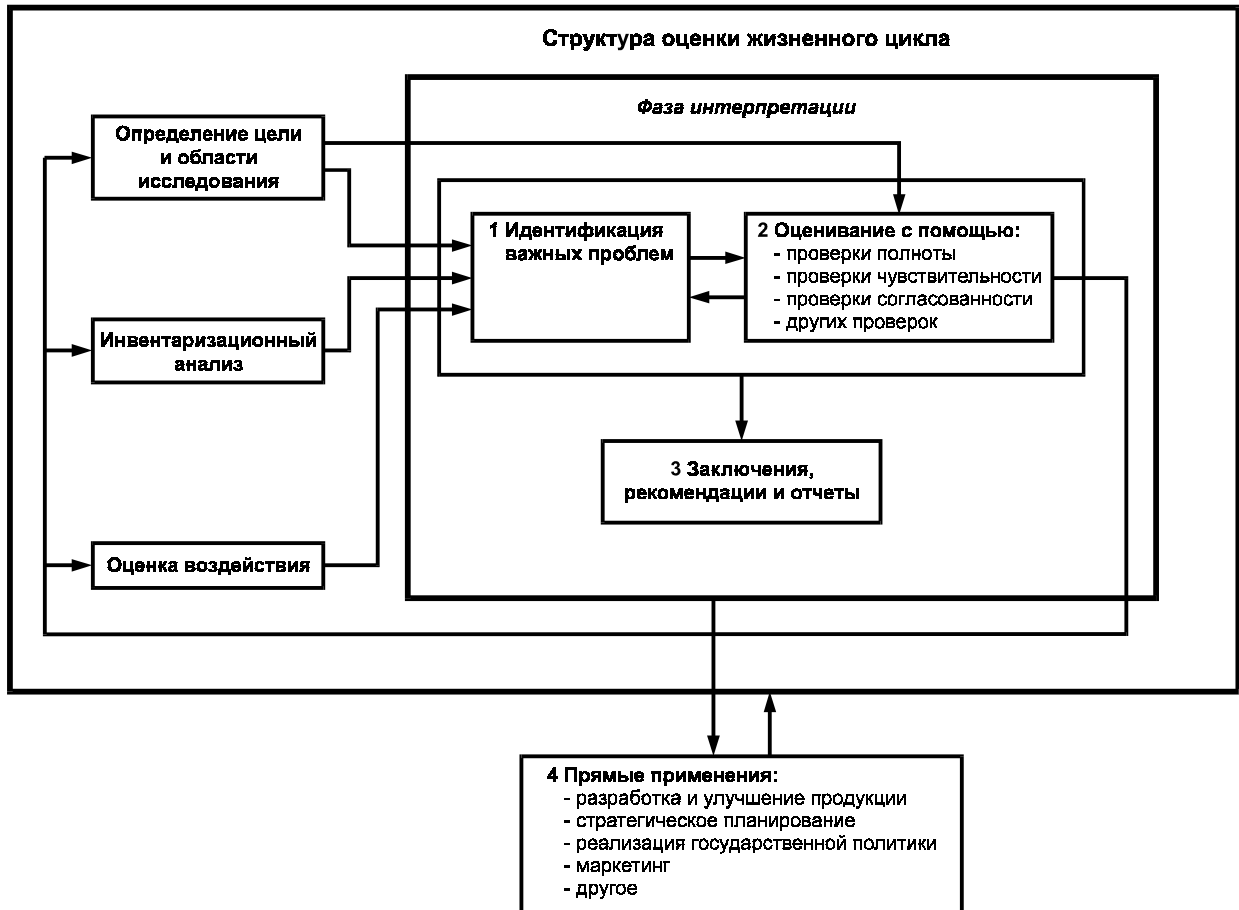 Структура оценки жизненного цикла
Фаза интерпретации
Определение цели
и области
исследования
1 Идентификация
важных проблем
2 Оценивание с помощью:
- проверки полноты
- проверки чувствительности
- проверки согласованности
- других проверок
Инвентаризационный
анализ
3 Заключения,
рекомендации и отчеты
Оценка воздействия
4 Прямые применения:
- разработка и улучшение продукции
- стратегическое планирование
- реализация государственной политики
- маркетинг
- другое